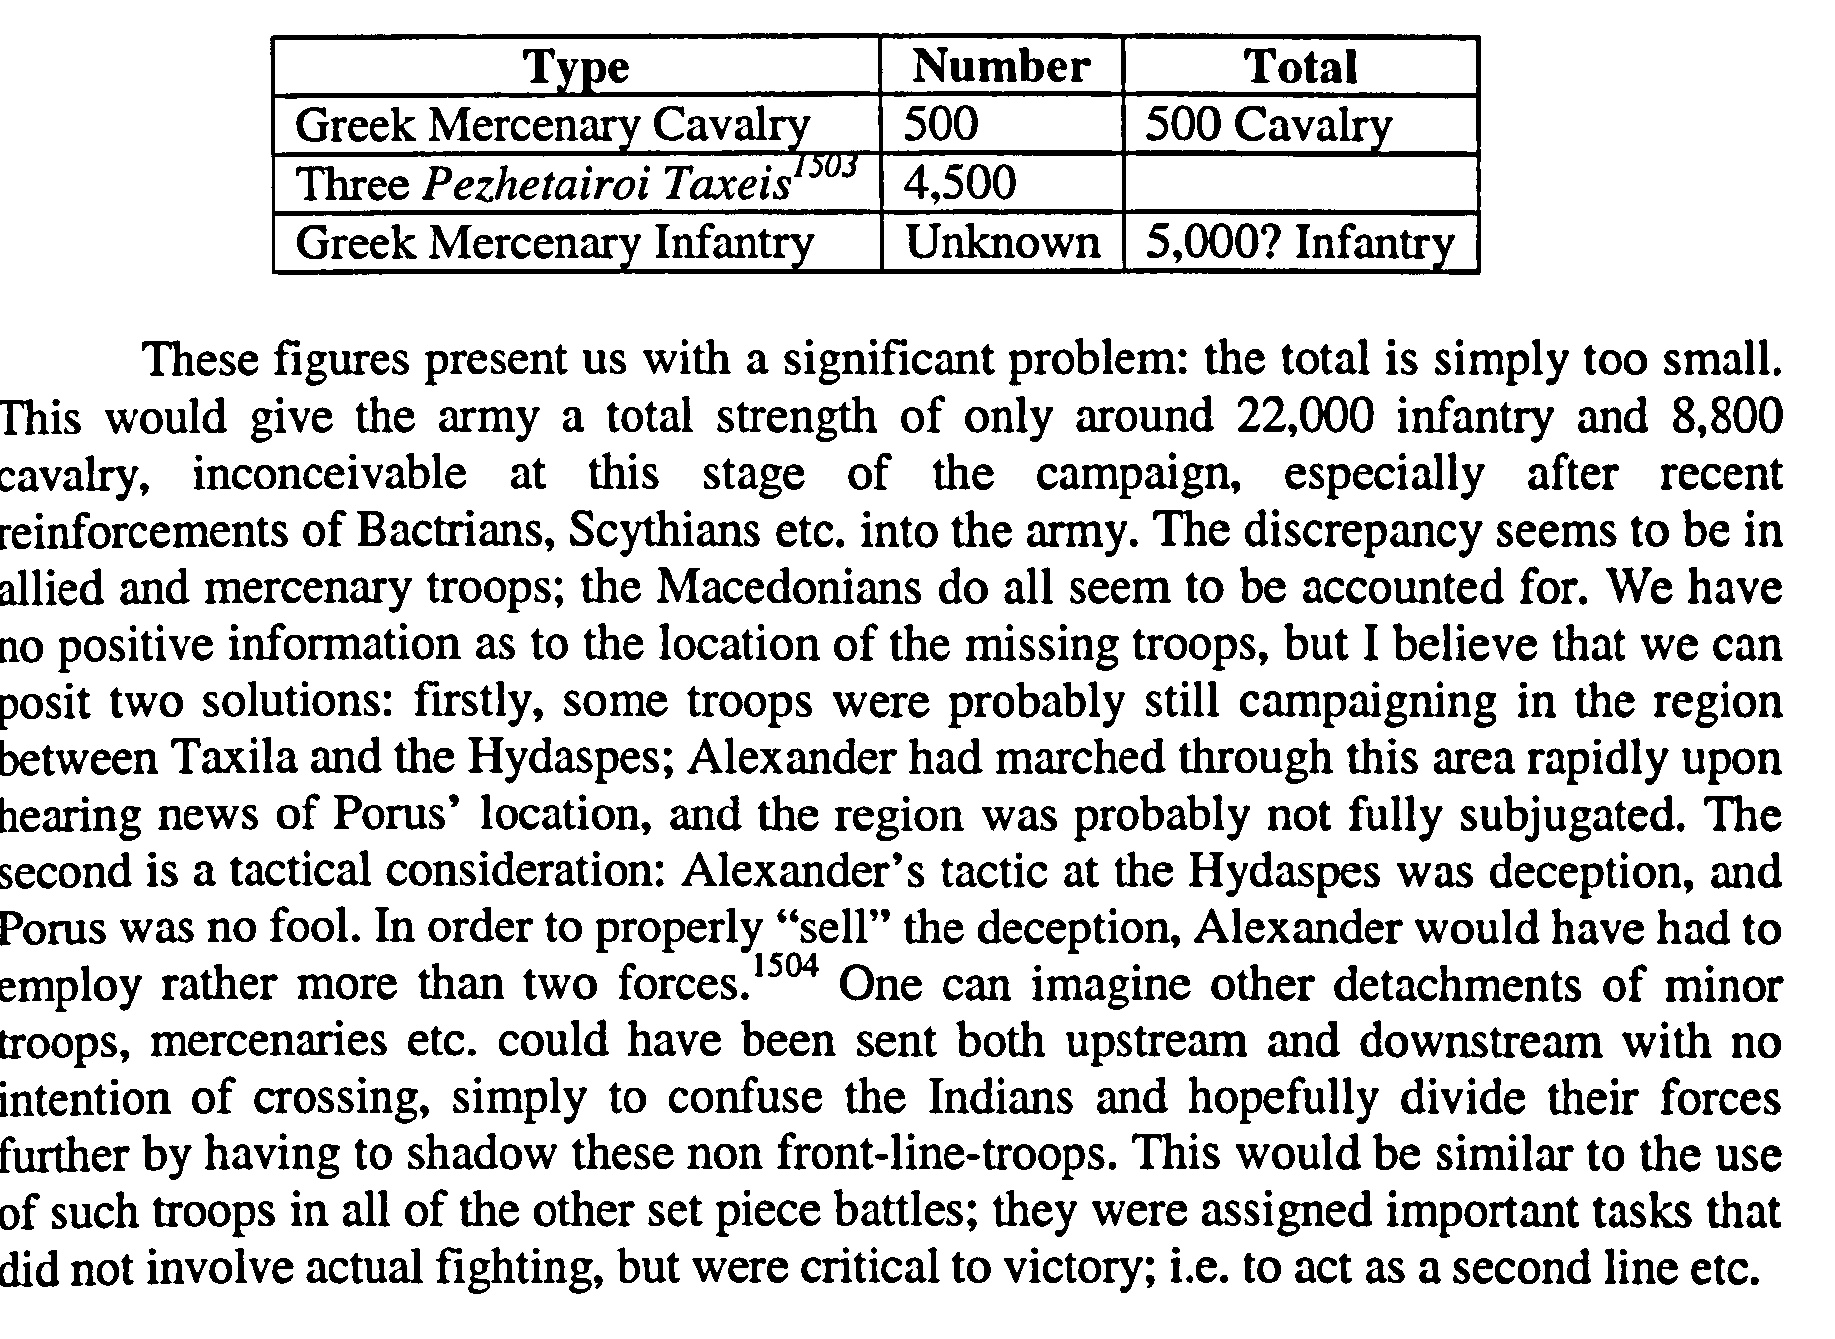 Type Number Total
Greek Mercenary Cavalry 500 500 Cavalry
Three Pezhetairoi Taxeis1503 4,500
Greek Mercenary Infantry Unknown 5,000? Infantry
These figures present us with a significant problem: the total is simply too small.
This would give the army a total strength of only around 22,000 infantry and 8,800
cavalry, inconceivable at this stage of the campaign, especially after recent
reinforcements of Bactrians, Scythians etc. into the army. The discrepancy seems to be in
allied and mercenary troops; the Macedonians do all seem to be accounted for. We have
no positive information as to the location of the missing troops, but I believe that we can
posit two solutions: firstly, some troops were probably still campaigning in the region
between Taxila and the Hydaspes; Alexander had marched through this area rapidly upon
hearing news of Porus’ location, and the region was probably not fully subjugated. The
second is a tactical consideration: Alexander’s tactic at the Hydaspes was deception, and
Porus was no fool. In order to properly “sell” the deception, Alexander would have had to
employ rather more than two forces.1504 One can imagine other detachments of minor
troops, mercenaries etc. could have been sent both upstream and downstream with no
intention of crossing, simply to confuse the Indians and hopefully divide their forces
further by having to shadow these non front-line-troops. This would be similar to the use
of such troops in all of the other set piece battles; they were assigned important tasks that
did not involve actual fighting, but were critical to victory; i.e. to act as a second line etc.